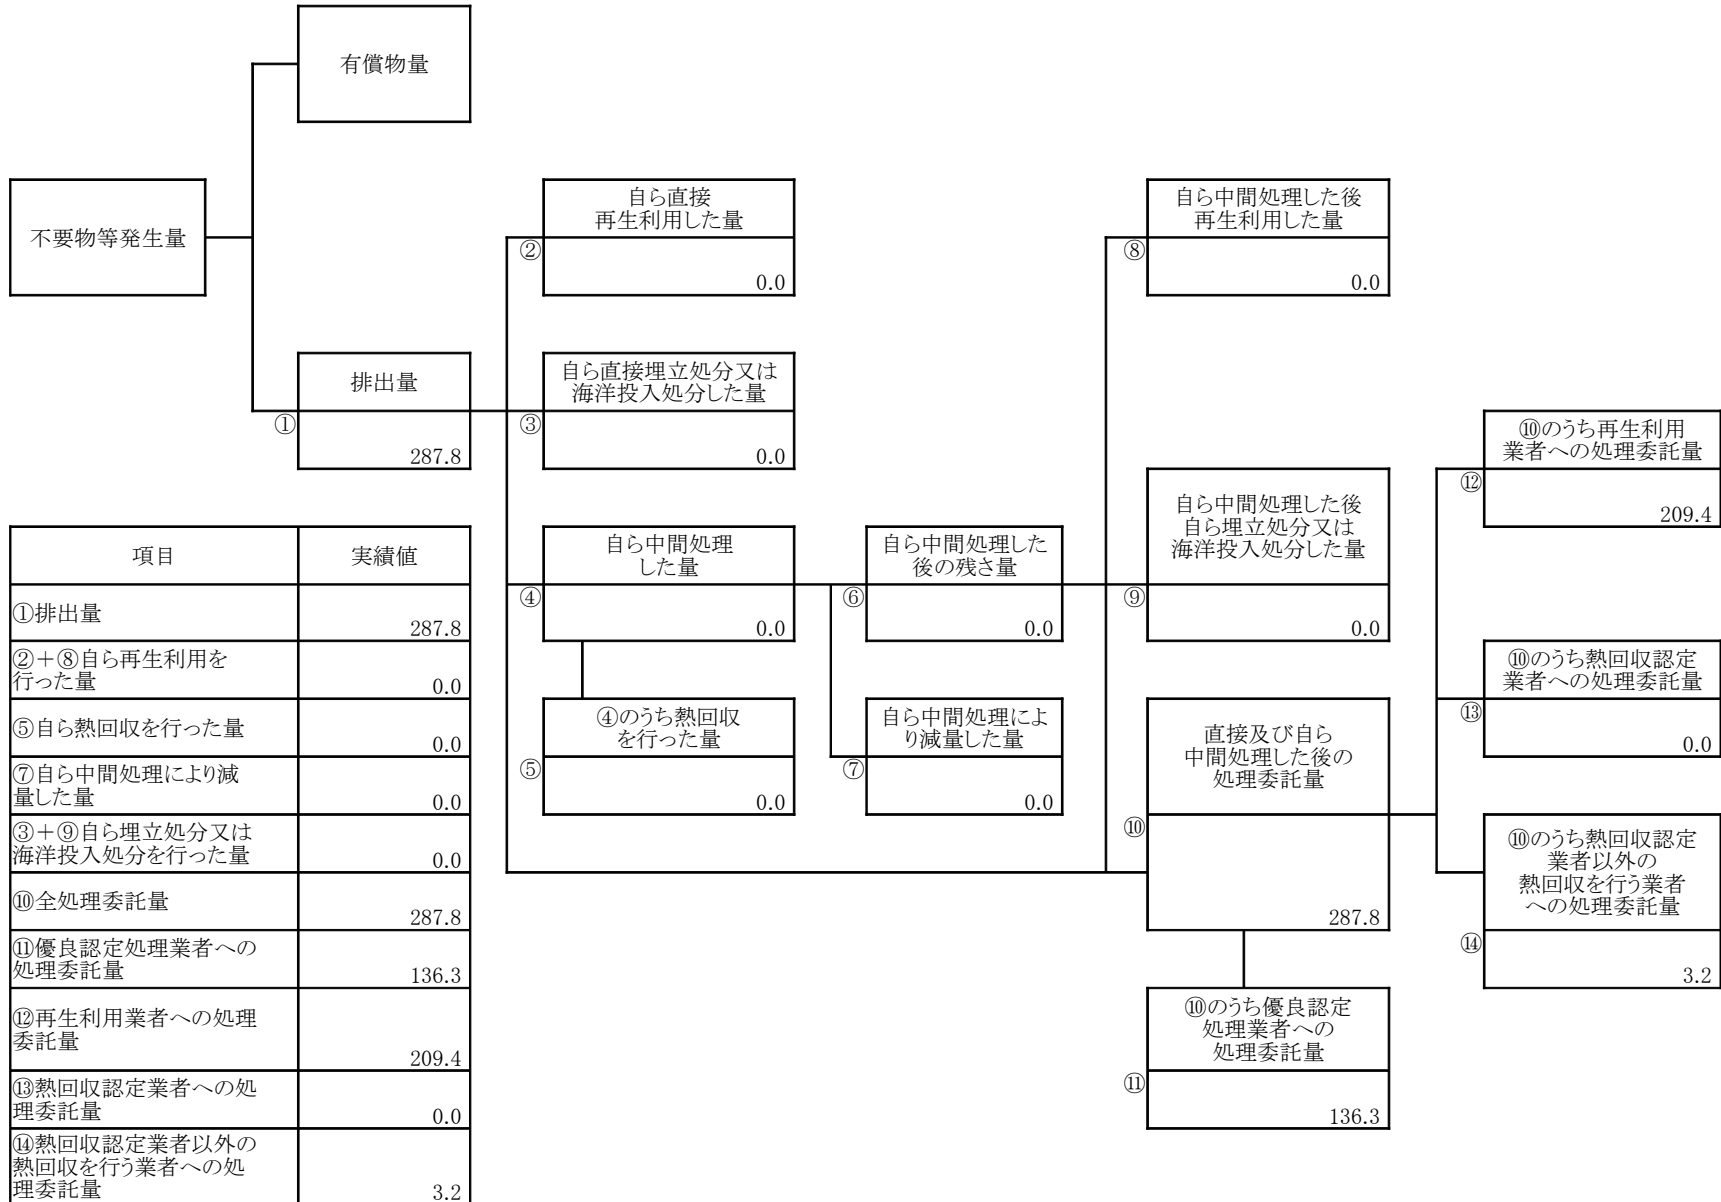 有償物量
不要物等発生量
自ら直接
再生利用した量
②
0.0
自ら中間処理した後
再生利用した量
⑧
0.0
排出量
①
287.8
自ら直接埋立処分又は
海洋投入処分した量
③
0.0
⑩のうち再生利用
業者への処理委託量
⑫
209.4
自ら中間処理
した量
④
0.0
自ら中間処理した
後の残さ量
⑥
0.0
自ら中間処理した後
自ら埋立処分又は
海洋投入処分した量
⑨
0.0
⑩のうち熱回収認定
業者への処理委託量
⑬
0.0
④のうち熱回収
を行った量
⑤
0.0
自ら中間処理によ
り減量した量
⑦
0.0
直接及び自ら
中間処理した後の
処理委託量
⑩
287.8
⑩のうち熱回収認定
業者以外の
熱回収を行う業者
への処理委託量
⑭
3.2
⑩のうち優良認定
処理業者への
処理委託量
⑪
136.3
項目 実績値
①排出量
287.8
②+⑧自ら再生利用を
行った量
0.0
⑤自ら熱回収を行った量
0.0
⑦自ら中間処理により減
量した量
0.0
③+⑨自ら埋立処分又は
海洋投入処分を行った量
0.0
⑩全処理委託量
287.8
⑪優良認定処理業者への
処理委託量
136.3
⑫再生利用業者への処理
委託量
209.4
⑬熱回収認定業者への処
理委託量
0.0
⑭熱回収認定業者以外の
熱回収を行う業者への処
理委託量
3.2